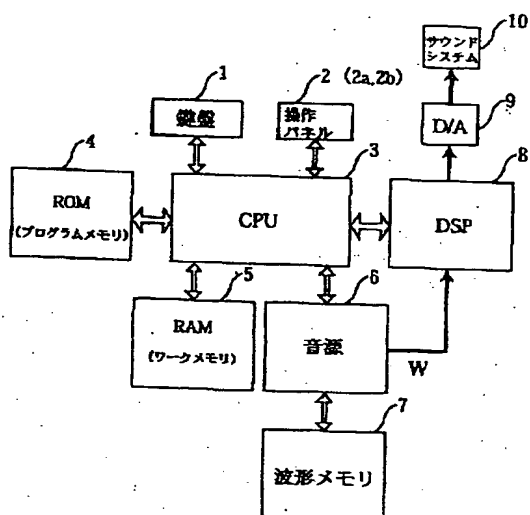 10
サウンド
システム
1
2 (2a,2b)
9
鍵盤
操作
パネル
D/A
4
3
8
ROM
(プログラムメモリ)
CPU
DSP
5
6
RAM
(ワークメモリ)
音源
W
7
波形メモリ